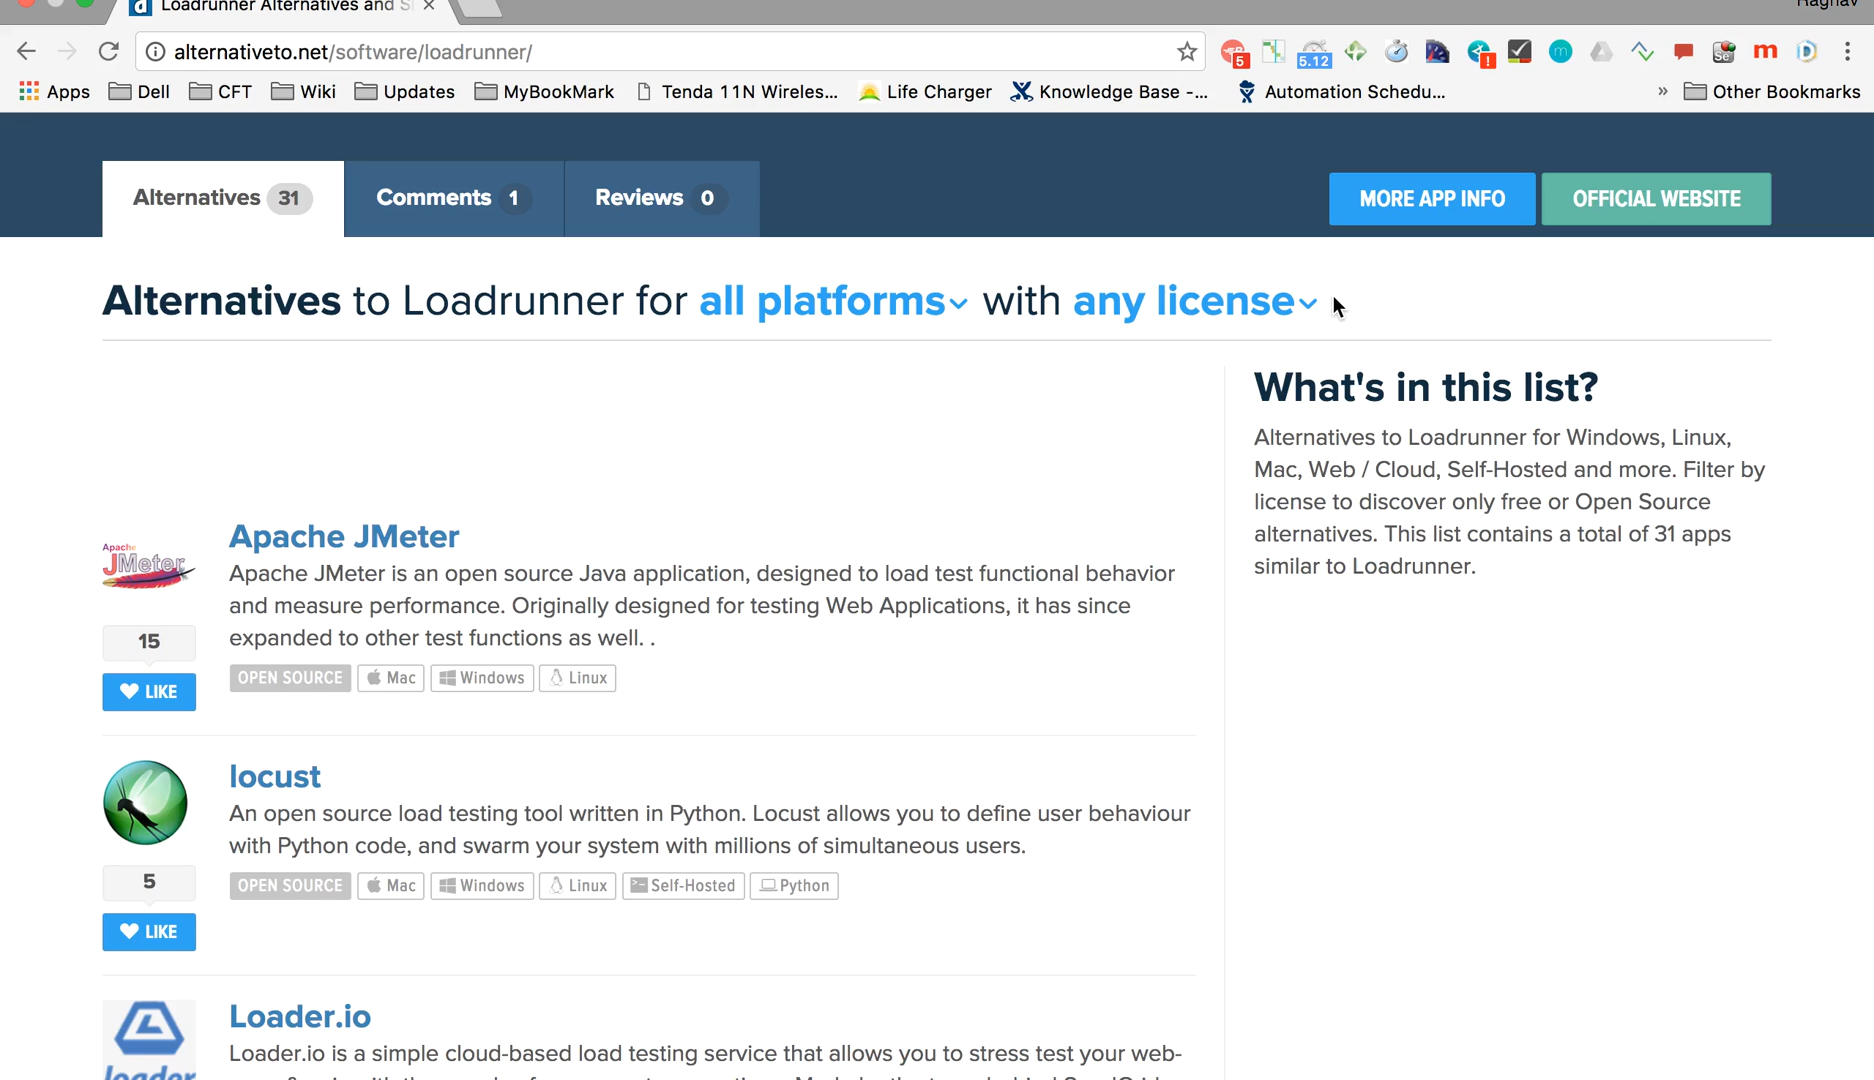 Loadrunner Alternatives and S
Raghav
alternativeto.net/software/loadrunner/
5
5.12
!
m
Se
m
D
Apps
Dell
CFT
Wiki
Updates
MyBookMark
Tenda 11N Wireles...
Life Charger
Knowledge Base -...
Automation Schedu...
»
Other Bookmarks
Alternatives 31
Comments 1
Reviews 0
MORE APP INFO
OFFICIAL WEBSITE
Alternatives to Loadrunner for all platforms with any license
What's in this list?
Alternatives to Loadrunner for Windows, Linux,
Mac, Web / Cloud, Self-Hosted and more. Filter by
license to discover only free or Open Source
alternatives. This list contains a total of 31 apps
similar to Loadrunner.
Apache
JMeter
15
LIKE
Apache JMeter
Apache JMeter is an open source Java application, designed to load test functional behavior
and measure performance. Originally designed for testing Web Applications, it has since
expanded to other test functions as well. .
OPEN SOURCE Mac Windows Linux
5
LIKE
locust
An open source load testing tool written in Python. Locust allows you to define user behaviour
with Python code, and swarm your system with millions of simultaneous users.
OPEN SOURCE Mac Windows Linux Self-Hosted Python
loader
Loader.io
Loader.io is a simple cloud-based load testing service that allows you to stress test your web-